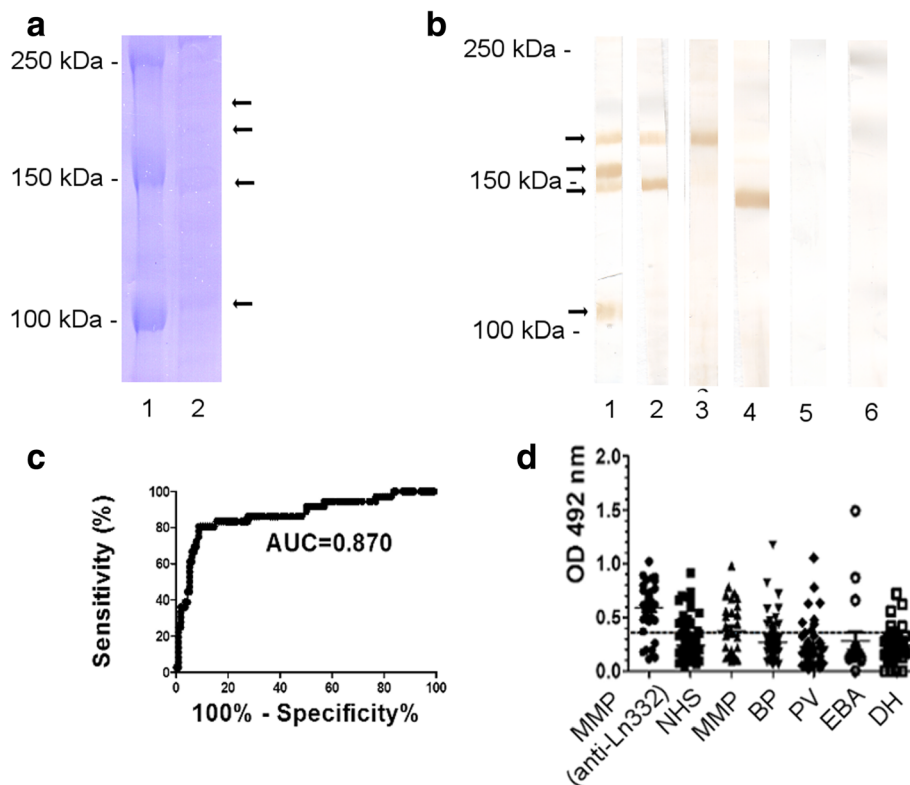 a
250 kDa -
150 kDa -
100 kDa -
1 2
b
250 kDa -
150 kDa -
100 kDa -
1 2 3 4 5 6
c
100
80
60
40
20
0
Sensitivity (%)
AUC=0.870
0 20 40 60 80 100
100% - Specificity%
d
2.0
1.5
1.0
0.5
0.0
OD 492 nm
MMP
(anti-Ln332)
NHS
MMP
BP
PV
EBA
DH